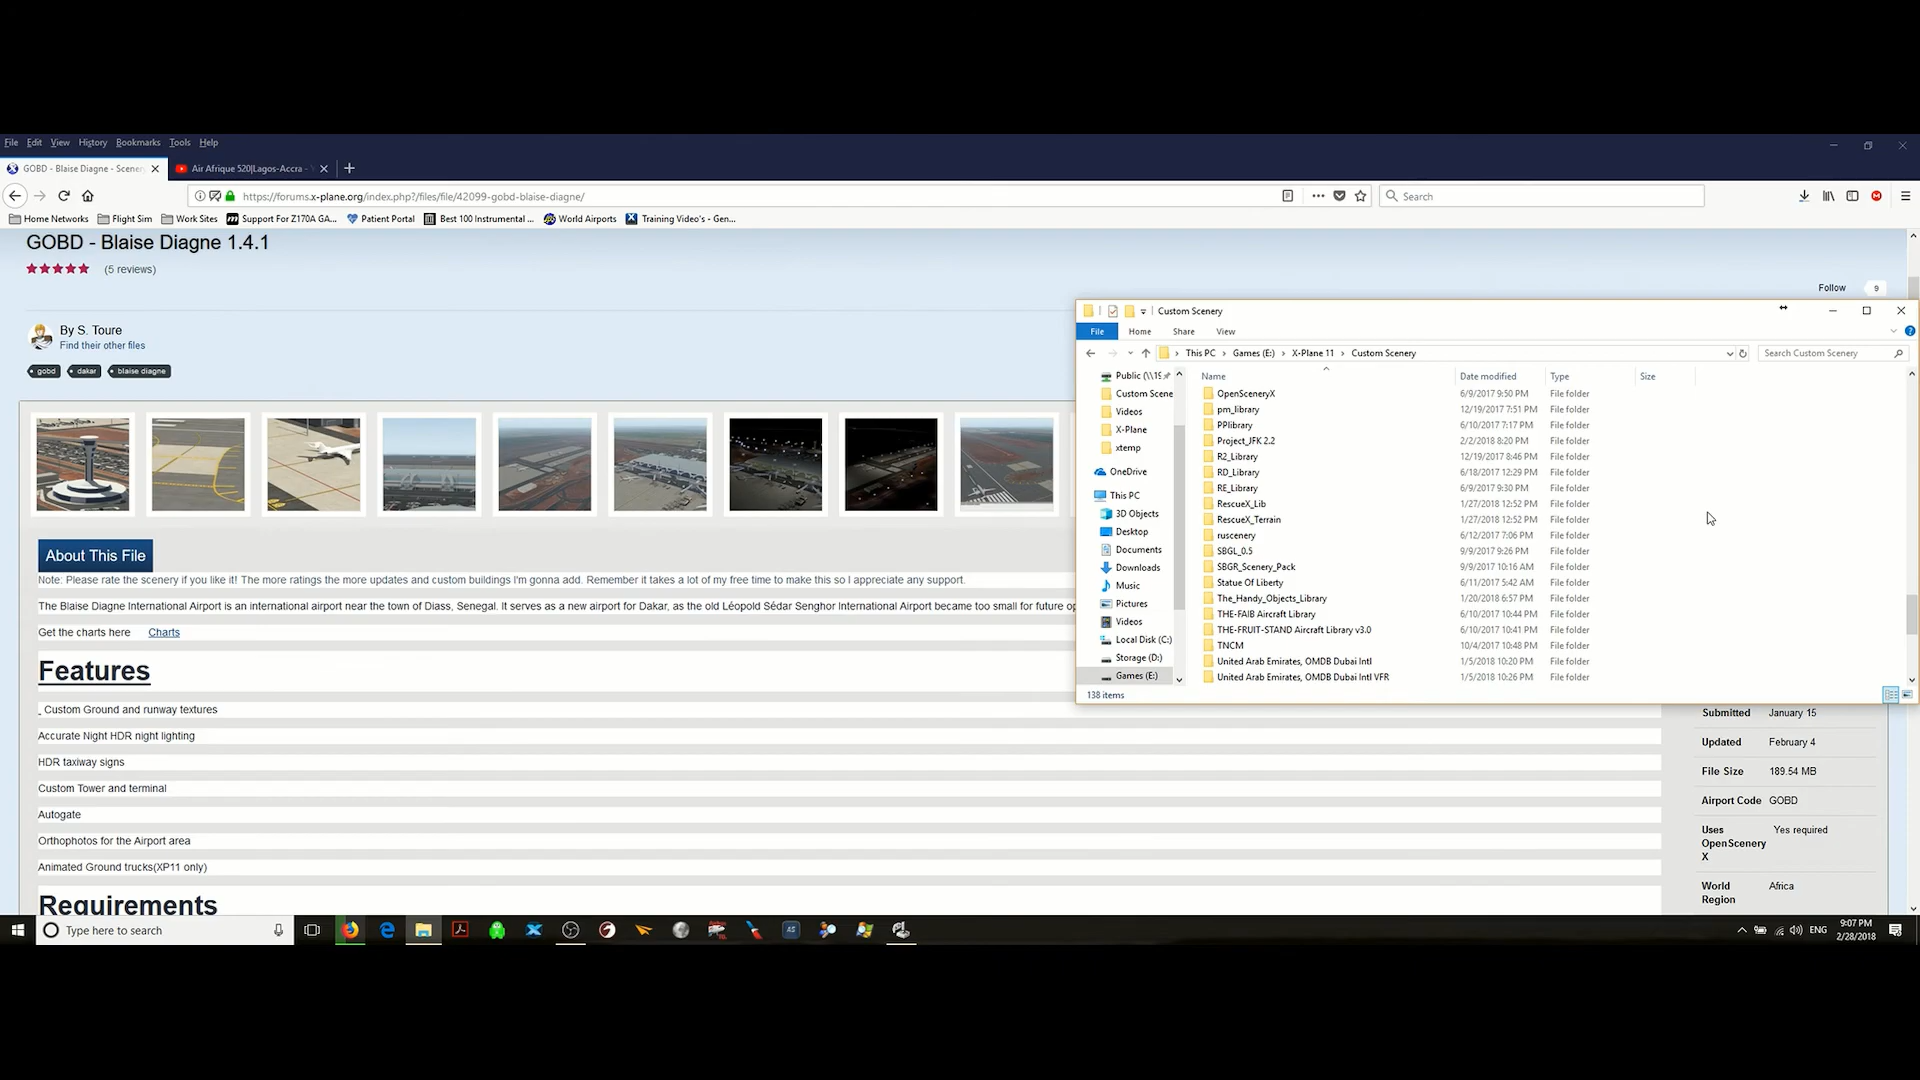 File Edit View History Bookmarks Tools Help
GOBD - Blaise Diagne - Scenery
Air Afrique 520|Lagos-Accra -
https://forums.x-plane.org/index.php?/files/file/42099-gobd-blaise-diagne/
Search
Home Networks Flight Sim Work Sites Support For Z170A GA... Patient Portal Best 100 Instrumental ... World Airports Training Video's - Gen...
GOBD - Blaise Diagne 1.4.1
(5 reviews)
Follow 9
By S. Toure
Find their other files
gobd dakar blaise diagne
About This File
Note: Please rate the scenery if you like it! The more ratings the more updates and custom buildings I'm gonna add. Remember it takes a lot of my free time to make this so I appreciate any support.
The Blaise Diagne International Airport is an international airport near the town of Diass, Senegal. It serves as a new airport for Dakar, as the old Léopold Sédar Senghor International Airport became too small for future op
Get the charts here Charts
Features
_ Custom Ground and runway textures
Accurate Night HDR night lighting
HDR taxiway signs
Custom Tower and terminal
Autogate
Orthophotos for the Airport area
Animated Ground trucks(XP11 only)
Requirements
Custom Scenery
File Home Share View
This PC › Games (E:) › X-Plane 11 › Custom Scenery
Search Custom Scenery
Public (\\19
Custom Scene
Videos
X-Plane
xtemp
OneDrive
This PC
3D Objects
Desktop
Documents
Downloads
Music
Pictures
Videos
Local Disk (C:)
Storage (D:)
Games (E:)
Name Date modified Type Size
OpenSceneryX 6/9/2017 9:50 PM File folder
pm_library 12/19/2017 7:51 PM File folder
PPlibrary 6/10/2017 7:17 PM File folder
Project_JFK 2.2 2/2/2018 8:20 PM File folder
R2_Library 12/19/2017 8:46 PM File folder
RD_Library 6/18/2017 12:29 PM File folder
RE_Library 6/9/2017 9:30 PM File folder
RescueX_Lib 1/27/2018 12:52 PM File folder
RescueX_Terrain 1/27/2018 12:52 PM File folder
ruscenery 6/12/2017 7:06 PM File folder
SBGL_0.5 9/9/2017 9:26 PM File folder
SBGR_Scenery_Pack 9/9/2017 10:16 AM File folder
Statue Of Liberty 6/11/2017 5:42 AM File folder
The_Handy_Objects_Library 1/20/2018 6:57 PM File folder
THE-FAIB Aircraft Library 6/10/2017 10:44 PM File folder
THE-FRUIT-STAND Aircraft Library v3.0 6/10/2017 10:41 PM File folder
TNCM 10/4/2017 10:48 PM File folder
United Arab Emirates, OMDB Dubai Intl 1/5/2018 10:20 PM File folder
United Arab Emirates, OMDB Dubai Intl VFR 1/5/2018 10:26 PM File folder
138 items
Submitted January 15
Updated February 4
File Size 189.54 MB
Airport Code GOBD
Uses OpenScenery X Yes required
World Region Africa
Type here to search
AS
ENG
9:07 PM
2/28/2018